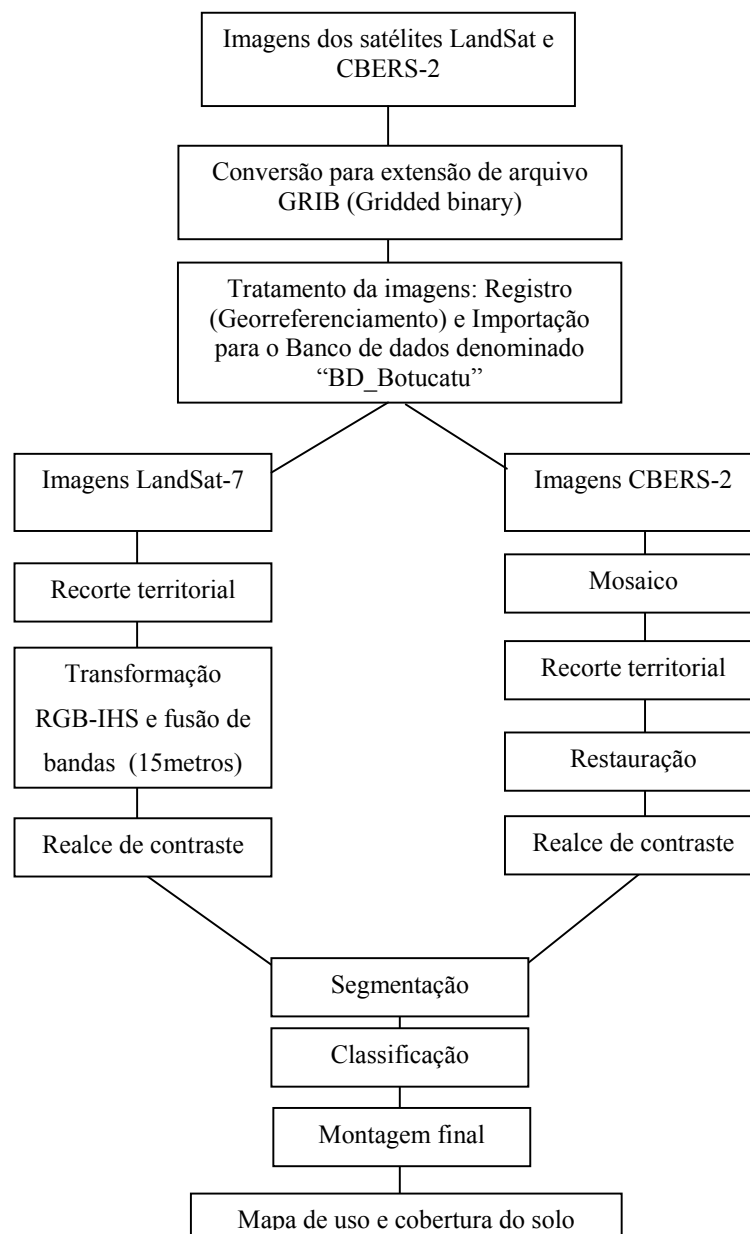 Imagens dos satélites LandSat e
CBERS-2
Conversão para extensão de arquivo
GRIB (Gridded binary)
Tratamento da imagens: Registro
(Georreferenciamento) e Importação
para o Banco de dados denominado
“BD_Botucatu”
Imagens LandSat-7
Recorte territorial
Transformação
RGB-IHS e fusão de
bandas (15metros)
Realce de contraste
Imagens CBERS-2
Mosaico
Recorte territorial
Restauração
Realce de contraste
Segmentação
Classificação
Montagem final
Mapa de uso e cobertura do solo